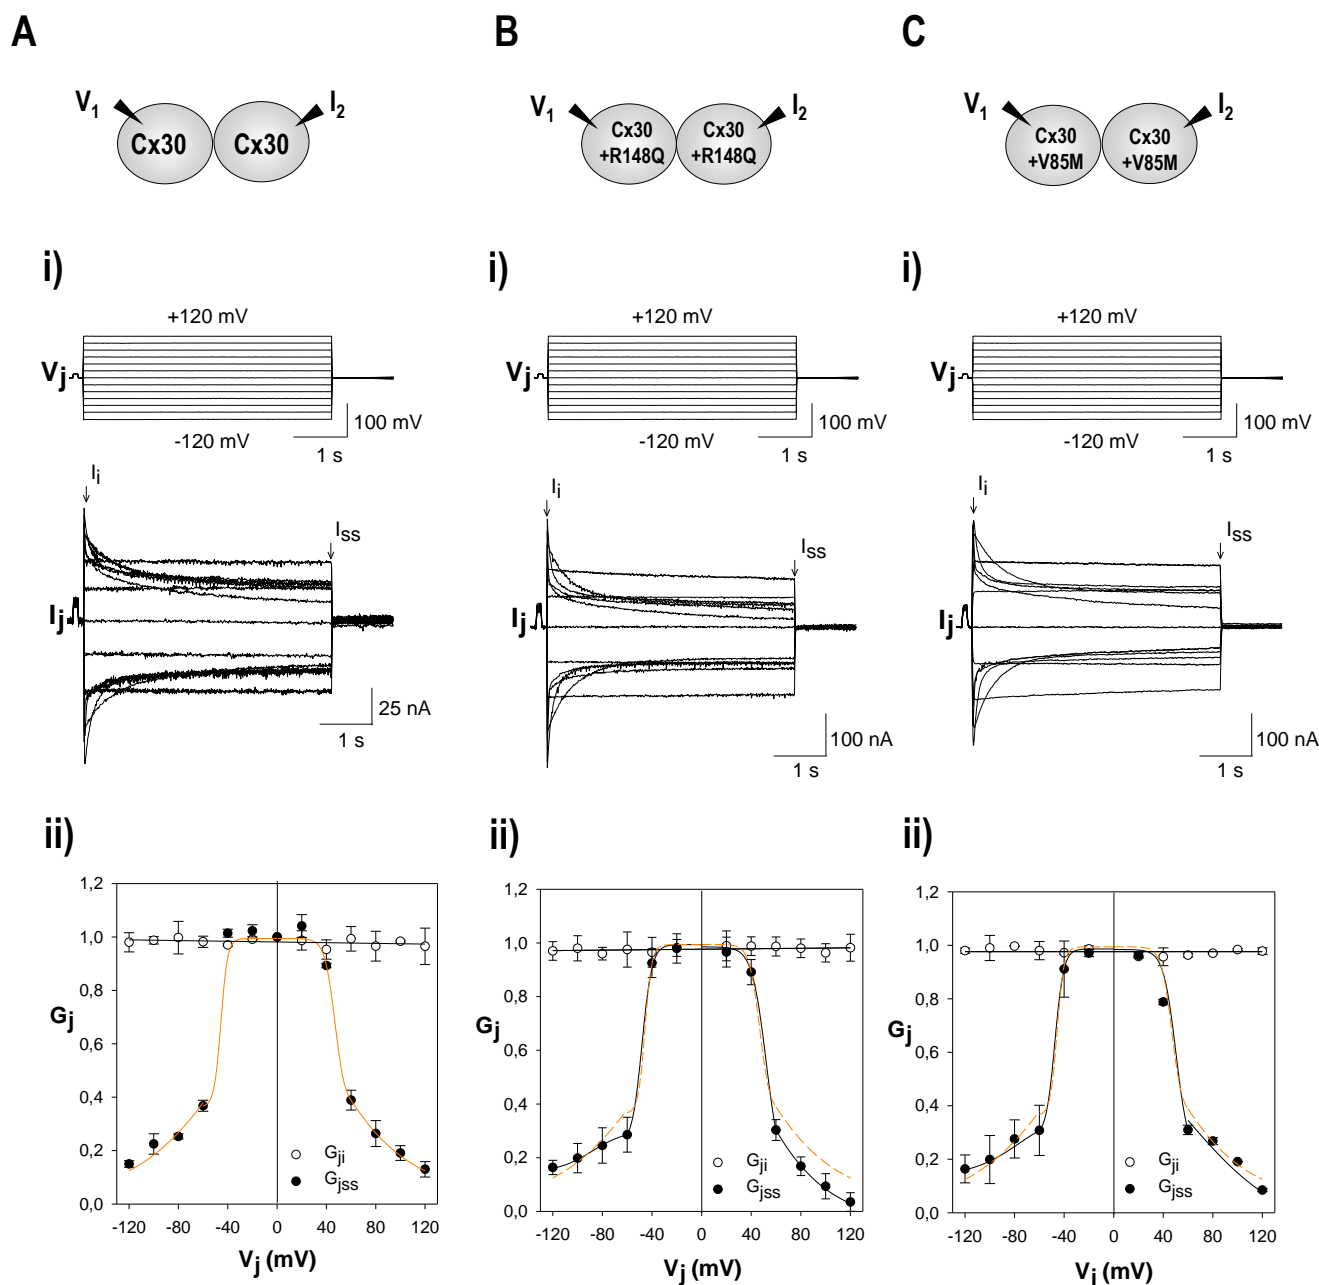 A
B
C
V1
I2
Cx30
Cx30
V1
I2
Cx30
+R148Q
Cx30
+R148Q
V1
I2
Cx30
+V85M
Cx30
+V85M
i)
i)
i)
+120 mV
Vj
-120 mV
100 mV
1 s
+120 mV
Vj
-120 mV
100 mV
1 s
+120 mV
Vj
-120 mV
100 mV
1 s
Ii
ISS
Ij
25 nA
1 s
Ii
ISS
Ij
100 nA
1 s
Ii
ISS
Ij
100 nA
1 s
ii)
ii)
ii)
1,2
1,0
0,8
0,6
0,4
0,2
0,0
Gj
Gji
Gjss
-120 -80 -40 0 40 80 120
Vj (mV)
1,2
1,0
0,8
0,6
0,4
0,2
0,0
Gj
Gji
Gjss
-120 -80 -40 0 40 80 120
Vj (mV)
1,2
1,0
0,8
0,6
0,4
0,2
0,0
Gj
Gji
Gjss
-120 -80 -40 0 40 80 120
Vj (mV)